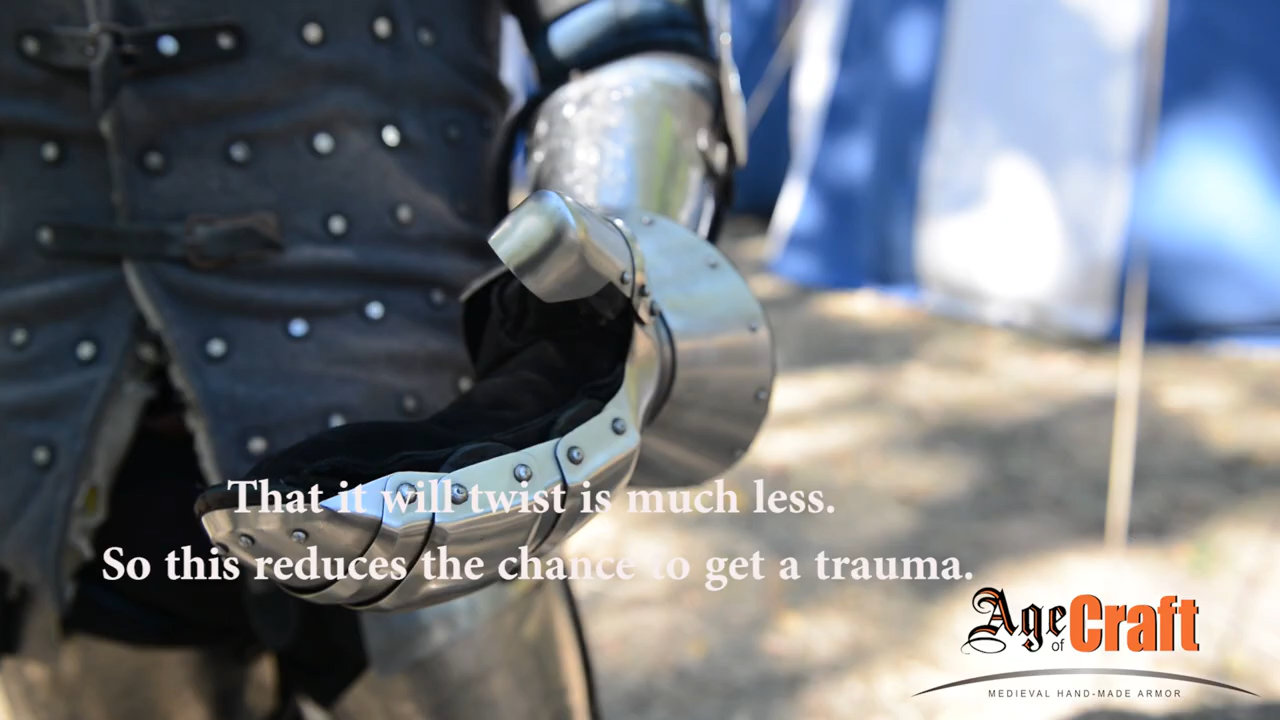 That it will twist is much less.
So this reduces the chance to get a trauma.
Age of Craft
MEDIEVAL HAND-MADE ARMOR